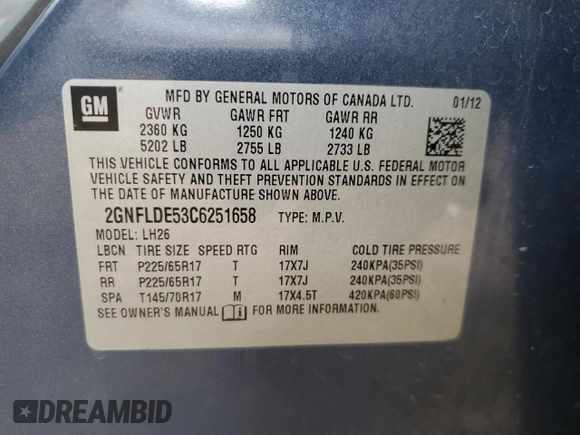 GM
MFD BY GENERAL MOTORS OF CANADA LTD. 01/12
GVWR GAWR FRT GAWR RR
2360 KG 1250 KG 1240 KG
5202 LB 2755 LB 2733 LB
THIS VEHICLE CONFORMS TO ALL APPLICABLE U.S. FEDERAL MOTOR
VEHICLE SAFETY AND THEFT PREVENTION STANDARDS IN EFFECT ON
THE DATE OF MANUFACTURE SHOWN ABOVE.
2GNFLDE53C6251658 TYPE: M.P.V.
MODEL: LH26
LBCN TIRE SIZE SPEED RTG RIM COLD TIRE PRESSURE
FRT P225/65R17 T 17X7J 240KPA(35PSI)
RR P225/65R17 T 17X7J 240KPA(35PSI)
SPA T145/70R17 M 17X4.5T 420KPA(60PSI)
SEE OWNER'S MANUAL FOR MORE INFORMATION.
DREAMBID